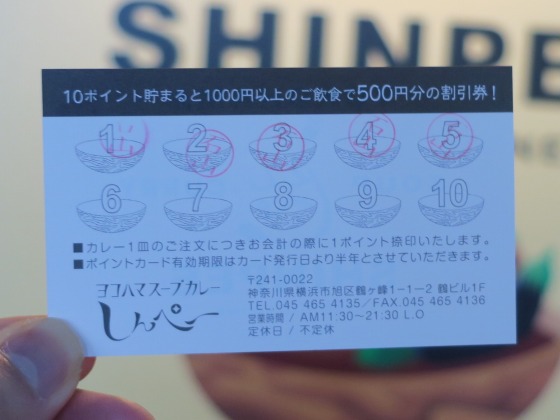 SHINPE
10ポイント貯まると1000円以上のご飲食で500円分の割引券！
1 2 3 4 5
6 7 8 9 10
■カレー1皿のご注文につきお会計の際に1ポイント捺印いたします。
■ポイントカード有効期限はカード発行日より半年とさせていただきます。
ヨコハマスープカレー
しんぺー
〒241-0022
神奈川県横浜市旭区鶴ヶ峰1-1-2 鶴ビル1F
TEL.045 465 4135／FAX.045 465 4136
営業時間 / AM11:30〜21:30 L.O
定休日 / 不定休